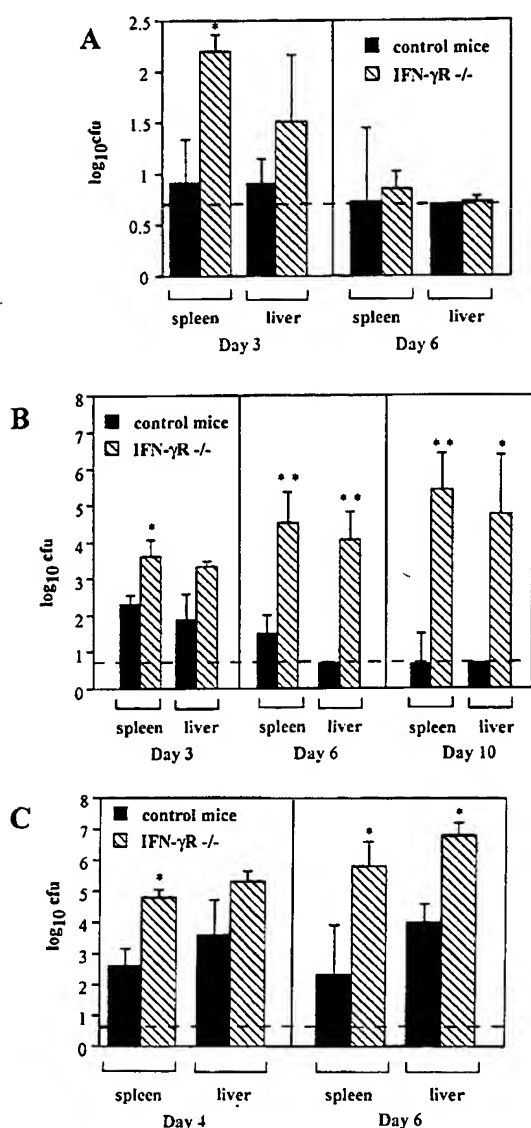 A
log10cfu
2.5
2
1.5
1
0.5
0
*
control mice
IFN-γR -/-
spleen liver spleen liver
Day 3 Day 6
B
log10 cfu
8
7
6
5
4
3
2
1
0
control mice
IFN-γR -/-
* ** ** ** *
spleen liver spleen liver spleen liver
Day 3 Day 6 Day 10
C
log10 cfu
8
7
6
5
4
3
2
1
0
control mice
IFN-γR -/-
* * *
spleen liver spleen liver
Day 4 Day 6